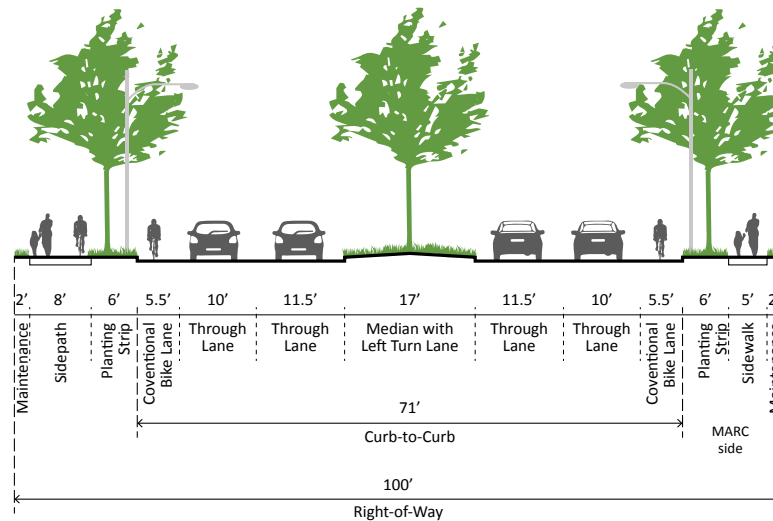 2’ 8’ 6’ 5.5’ 10’ 11.5’ 17’ 11.5’ 10’ 5.5’ 6’ 5’ 2
Maintenance
Sidepath
Planting
Strip
Coventional
Bike Lane
Through
Lane
Through
Lane
Median with
Left Turn Lane
Through
Lane
Through
Lane
Coventional
Bike Lane
Planting
Strip
Sidewalk
71’
Curb-to-Curb
MARC
side
100’
Right-of-Way